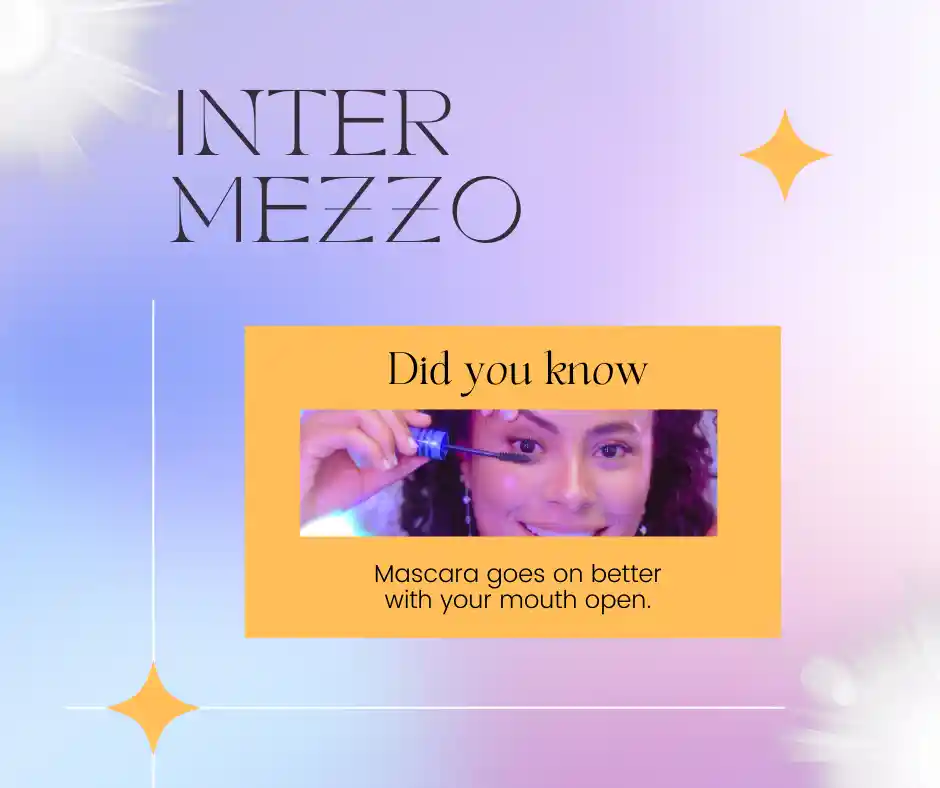 INTER
MEZZO
Did you know
Mascara goes on better
with your mouth open.